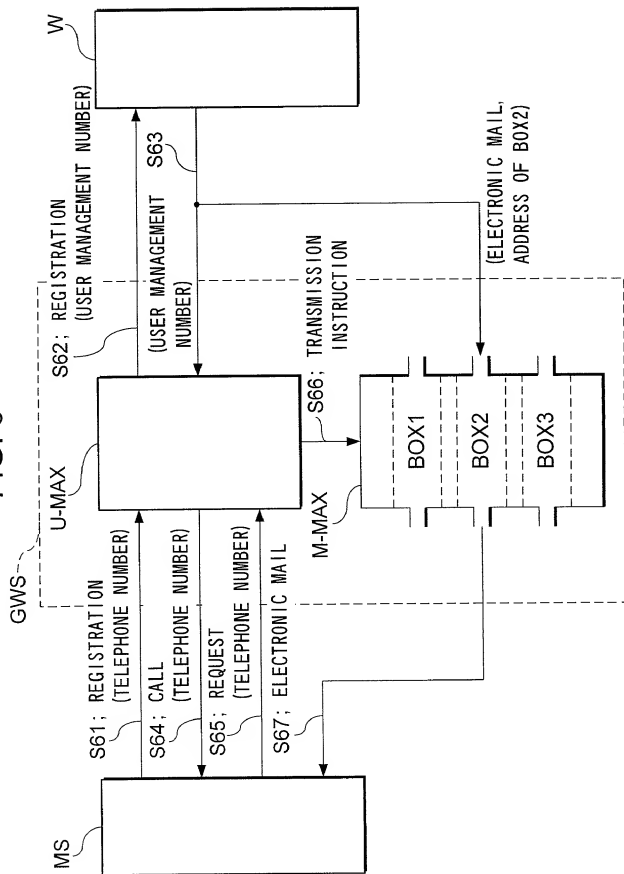 GWS
U-MAX
W
MS
S61; REGISTRATION
(TELEPHONE NUMBER)
S64; CALL
(TELEPHONE NUMBER)
S65; REQUEST
(TELEPHONE NUMBER)
S67; ELECTRONIC MAIL
S62; REGISTRATION
(USER MANAGEMENT NUMBER)
(USER MANAGEMENT
NUMBER)
S63
S66; TRANSMISSION
INSTRUCTION
(ELECTRONIC MAIL,
ADDRESS OF BOX2)
M-MAX
BOX1
BOX2
BOX3